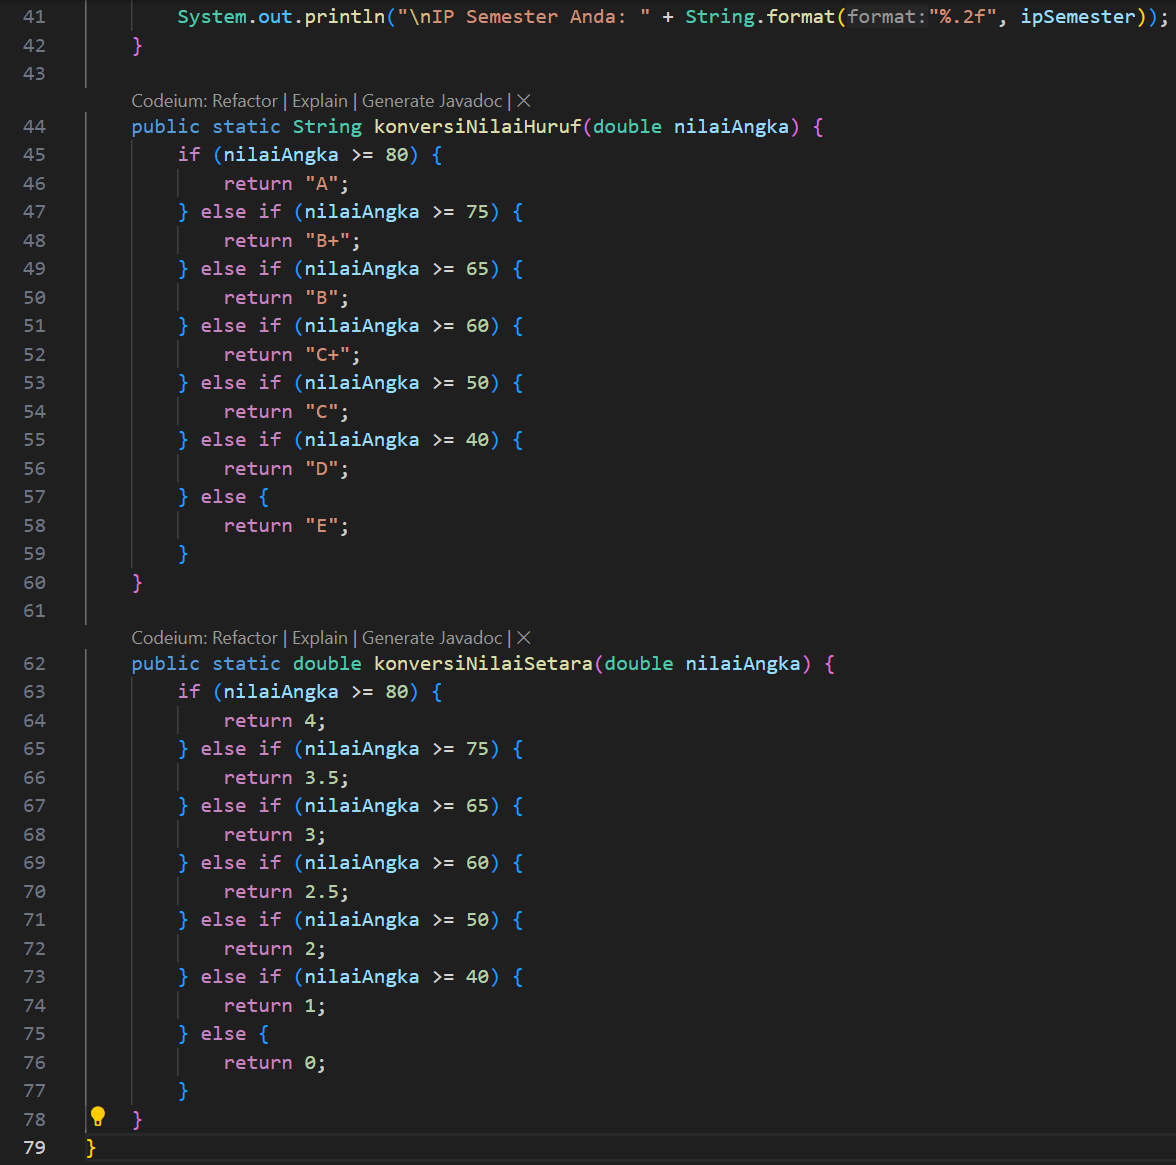 41 System.out.println("\nIP Semester Anda: " + String.format(format:"%.2f", ipSemester));
42 }
43
Codeium: Refactor | Explain | Generate Javadoc | ✕
44 public static String konversiNilaiHuruf(double nilaiAngka) {
45 if (nilaiAngka >= 80) {
46 return "A";
47 } else if (nilaiAngka >= 75) {
48 return "B+";
49 } else if (nilaiAngka >= 65) {
50 return "B";
51 } else if (nilaiAngka >= 60) {
52 return "C+";
53 } else if (nilaiAngka >= 50) {
54 return "C";
55 } else if (nilaiAngka >= 40) {
56 return "D";
57 } else {
58 return "E";
59 }
60 }
61
Codeium: Refactor | Explain | Generate Javadoc | ✕
62 public static double konversiNilaiSetara(double nilaiAngka) {
63 if (nilaiAngka >= 80) {
64 return 4;
65 } else if (nilaiAngka >= 75) {
66 return 3.5;
67 } else if (nilaiAngka >= 65) {
68 return 3;
69 } else if (nilaiAngka >= 60) {
70 return 2.5;
71 } else if (nilaiAngka >= 50) {
72 return 2;
73 } else if (nilaiAngka >= 40) {
74 return 1;
75 } else {
76 return 0;
77 }
78 }
79 }